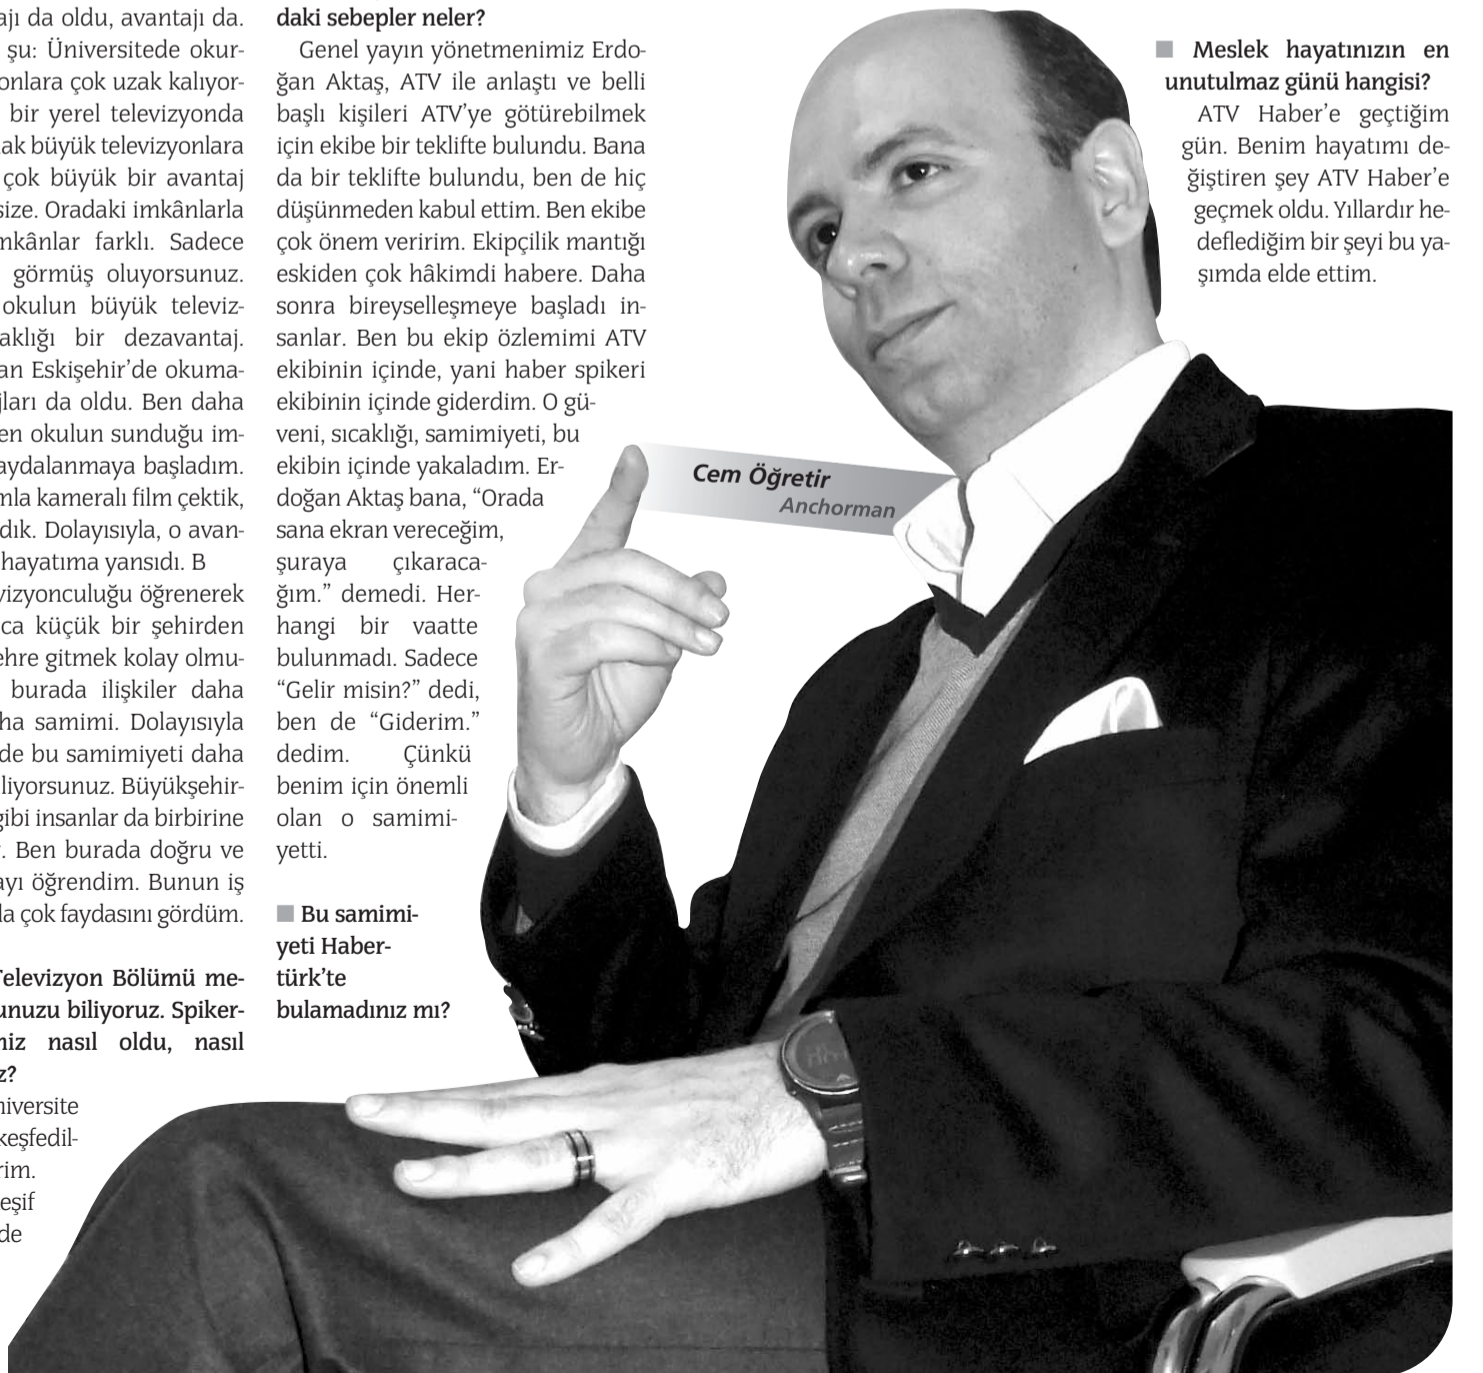 ajı da oldu, avantajı da.
şu: Üniversitede okur-
onlara çok uzak kalıyor-
bir yerel televizyonda
ak büyük televizyonlara
çok büyük bir avantaj
size. Oradaki imkânlarla
mkânlar farklı. Sadece
görmüş oluyorsunuz.
okulun büyük televiz-
aklığı bir dezavantaj.
an Eskişehir’de okuma-
jları da oldu. Ben daha
en okulun sunduğu im-
aydalanmaya başladım.
mla kameralı film çektik,
dık. Dolayısıyla, o avan-
hayatıma yansıdı. B
vizyonculuğu öğrenerek
ca küçük bir şehirden
ehre gitmek kolay olmu-
burada ilişkiler daha
ha samimi. Dolayısıyla
de bu samimiyeti daha
liyorsunuz. Büyükşehir-
gibi insanlar da birbirine
. Ben burada doğru ve
ayı öğrendim. Bunun iş
da çok faydasını gördüm.
Televizyon Bölümü me-
unuzu biliyoruz. Spiker-
niz nasıl oldu, nasıl
z?
niversite
keşfedil-
rim.
eşif
de
daki sebepler neler?
Genel yayın yönetmenimiz Erdo-
ğan Aktaş, ATV ile anlaştı ve belli
başlı kişileri ATV’ye götürebilmek
için ekibe bir teklifte bulundu. Bana
da bir teklifte bulundu, ben de hiç
düşünmeden kabul ettim. Ben ekibe
çok önem veririm. Ekipçilik mantığı
eskiden çok hâkimdi habere. Daha
sonra bireyselleşmeye başladı in-
sanlar. Ben bu ekip özlemimi ATV
ekibinin içinde, yani haber spikeri
ekibinin içinde giderdim. O gü-
veni, sıcaklığı, samimiyeti, bu
ekibin içinde yakaladım. Er-
doğan Aktaş bana, “Orada
sana ekran vereceğim,
şuraya çıkaraca-
ğım.” demedi. Her-
hangi bir vaatte
bulunmadı. Sadece
“Gelir misin?” dedi,
ben de “Giderim.”
dedim. Çünkü
benim için önemli
olan o samimi-
yetti.
Bu samimi-
yeti Haber-
türk’te
bulamadınız mı?
Cem Öğretir
Anchorman
Meslek hayatınızın en
unutulmaz günü hangisi?
ATV Haber’e geçtiğim
gün. Benim hayatımı de-
ğiştiren şey ATV Haber’e
geçmek oldu. Yıllardır he-
deflediğim bir şeyi bu ya-
şımda elde ettim.